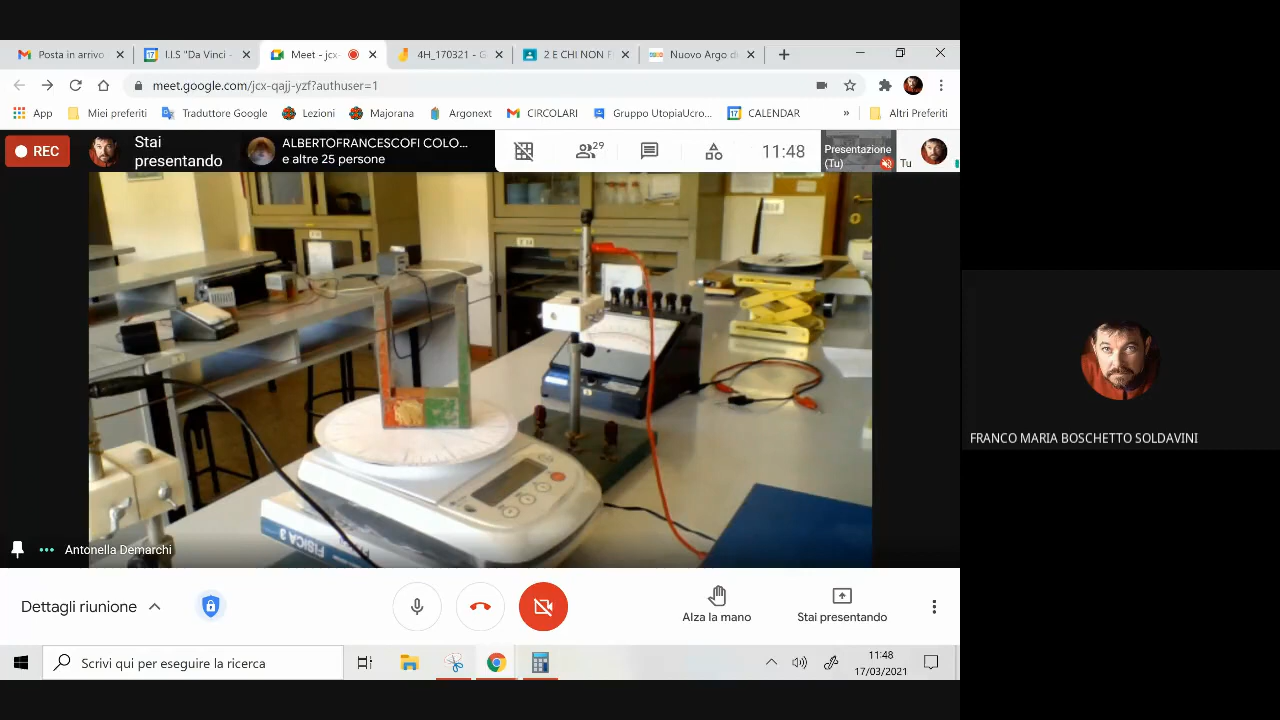 Posta in arrivo
I.I.S "Da Vinci -
Meet - jcx-
4H_170321 - G
2 E CHI NON F
Nuovo Argo di
meet.google.com/jcx-qajj-yzf?authuser=1
App
Miei preferiti
Traduttore Google
Lezioni
Majorana
Argonext
CIRCOLARI
Gruppo UtopiaUcro...
CALENDAR
»
Altri Preferiti
REC
Stai
presentando
ALBERTOFRANCESCOFI COLO...
e altre 25 persone
29
11:48
Presentazione
(Tu)
Tu
FISICA 3
Antonella Demarchi
FRANCO MARIA BOSCHETTO SOLDAVINI
Dettagli riunione
Alza la mano
Stai presentando
Scrivi qui per eseguire la ricerca
11:48
17/03/2021